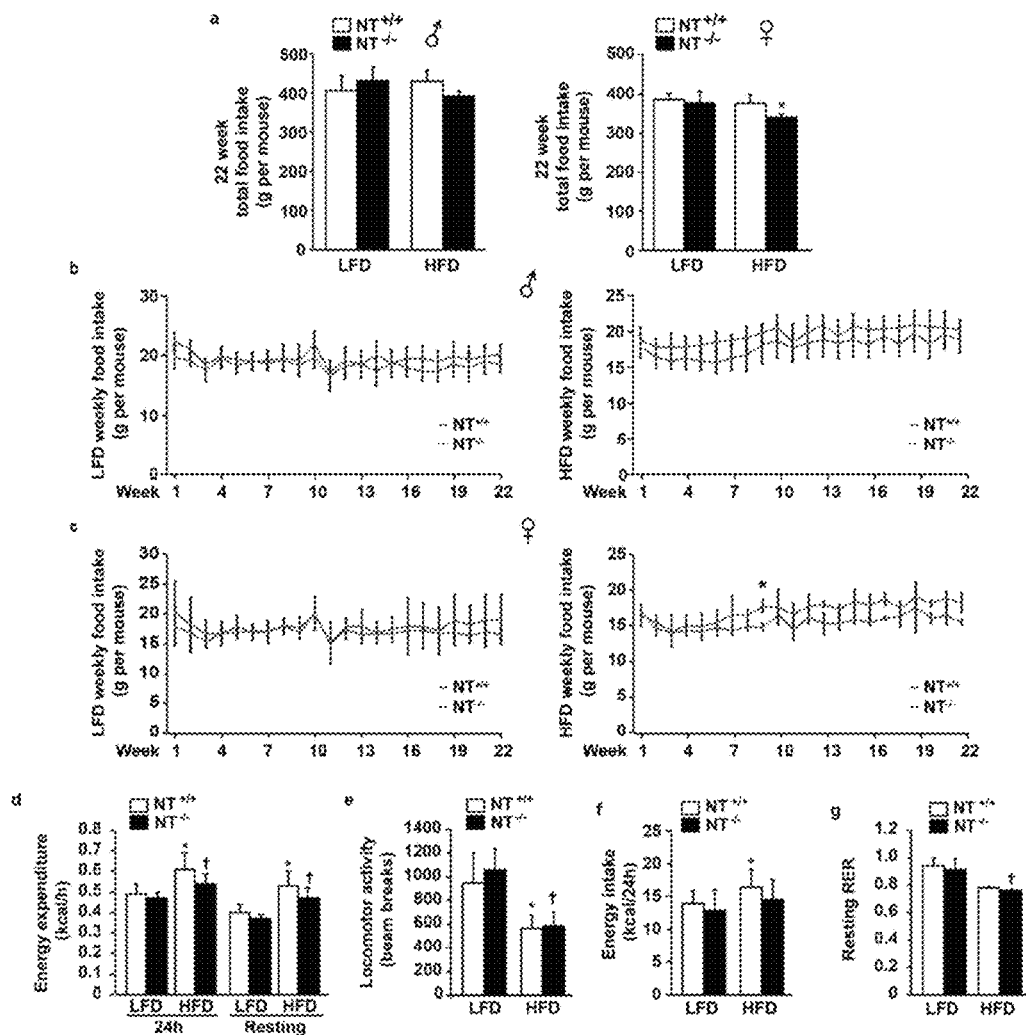 a
NT+/+
NT-/-
♂
NT+/+
NT-/-
♀
22 week
total food intake
(g per mouse)
500
400
300
200
100
0
LFD HFD
22 week
total food intake
(g per mouse)
500
400
300
200
100
0
†
*
LFD HFD
b
♂
LFD weekly food intake
(g per mouse)
30
20
10
0
NT+/+
NT-/-
Week 1 4 7 10 13 16 19 22
HFD weekly food intake
(g per mouse)
25
20
15
10
5
0
NT+/+
NT-/-
Week 1 4 7 10 13 16 19 22
c
♀
LFD weekly food intake
(g per mouse)
30
25
20
15
10
5
0
NT+/+
NT-/-
Week 1 4 7 10 13 16 19 22
HFD weekly food intake
(g per mouse)
25
20
15
10
5
0
*
NT+/+
NT-/-
Week 1 4 7 10 13 16 19 22
d
NT+/+
NT-/-
Energy expenditure
(kcal/h)
0.8
0.7
0.6
0.5
0.4
0.3
0.2
0.1
0
* † * †
LFD HFD LFD HFD
24h Resting
e
NT+/+
NT-/-
Locomotor activity
(beam breaks)
1400
1200
1000
800
600
400
200
0
* †
LFD HFD
f
NT+/+
NT-/-
Energy intake
(kcal/24h)
25
20
15
10
5
0
*
LFD HFD
g
NT+/+
NT-/-
Resting RER
1.2
1.0
0.8
0.6
0.4
0.2
0
†
LFD HFD